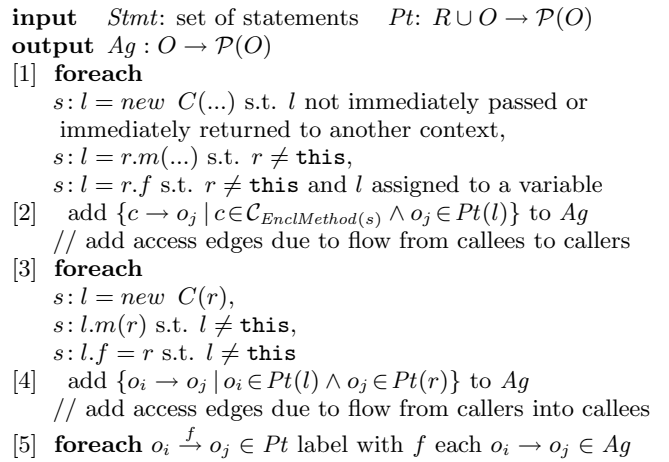 input Stmt: set of statements Pt: R ∪ O → P(O)
output Ag : O → P(O)
[1] foreach
s: l = new C(...) s.t. l not immediately passed or
immediately returned to another context,
s: l = r.m(...) s.t. r ≠ this,
s: l = r.f s.t. r ≠ this and l assigned to a variable
[2] add {c → o_j | c ∈ C_EnclMethod(s) ∧ o_j ∈ Pt(l)} to Ag
// add access edges due to flow from callees to callers
[3] foreach
s: l = new C(r),
s: l.m(r) s.t. l ≠ this,
s: l.f = r s.t. l ≠ this
[4] add {o_i → o_j | o_i ∈ Pt(l) ∧ o_j ∈ Pt(r)} to Ag
// add access edges due to flow from callers into callees
[5] foreach o_i →^f o_j ∈ Pt label with f each o_i → o_j ∈ Ag